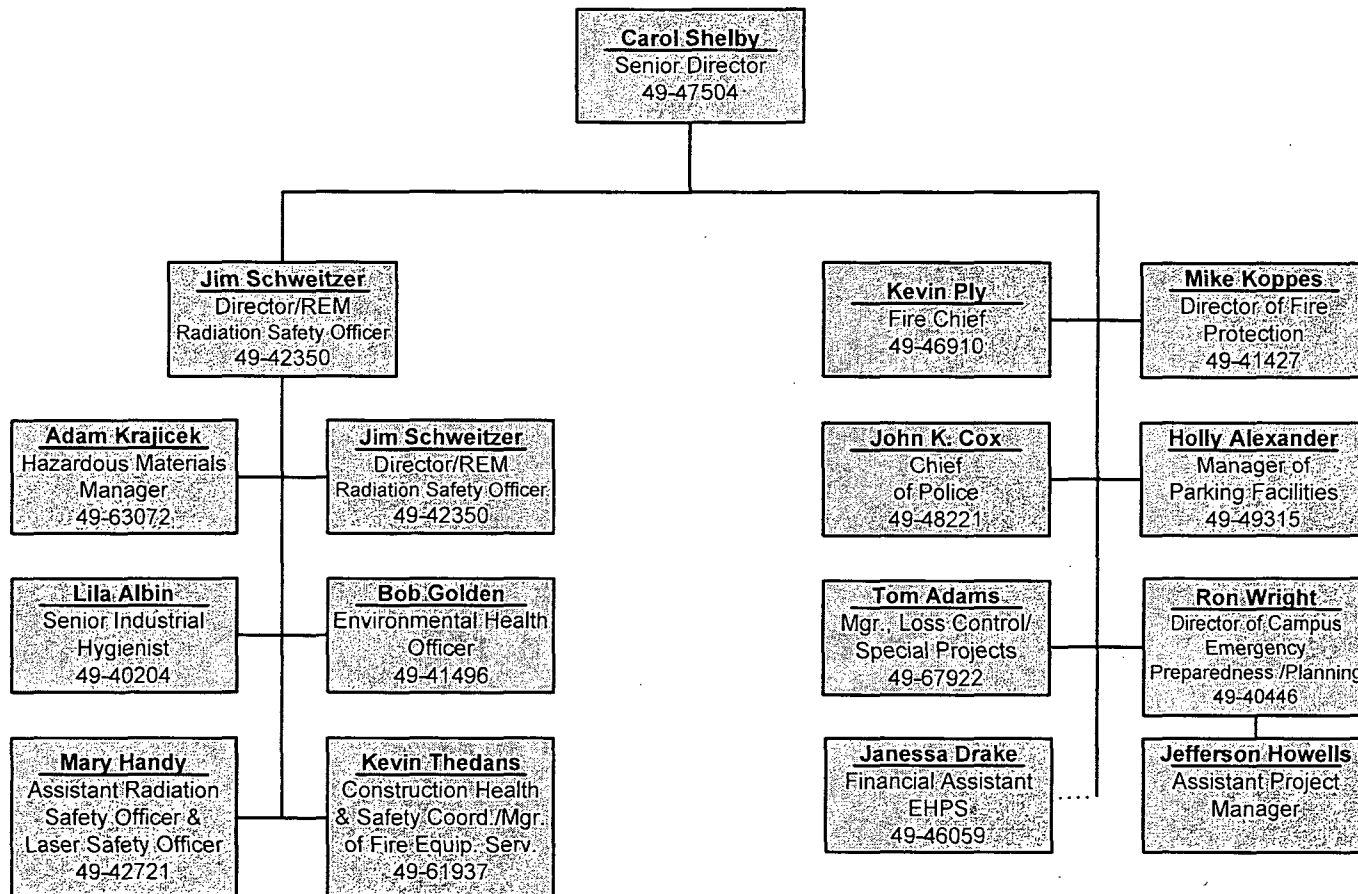 Carol Shelby
Senior Director
49-47504
Jim Schweitzer
Director/REM
Radiation Safety Officer
49-42350
Adam Krajicek
Hazardous Materials
Manager
49-63072
Jim Schweitzer
Director/REM
Radiation Safety Officer
49-42350
Lila Albin
Senior Industrial
Hygienist
49-40204
Bob Golden
Environmental Health
Officer
49-41496
Mary Handy
Assistant Radiation
Safety Officer &
Laser Safety Officer
49-42721
Kevin Thedans
Construction Health
& Safety Coord./Mgr.
of Fire Equip. Serv.
49-61937
Kevin Ply
Fire Chief
49-46910
Mike Koppes
Director of Fire
Protection
49-41427
John K. Cox
Chief
of Police
49-48221
Holly Alexander
Manager of
Parking Facilities
49-49315
Tom Adams
Mgr., Loss Control/
Special Projects
49-67922
Ron Wright
Director of Campus
Emergency
Preparedness /Planning
49-40446
Janessa Drake
Financial Assistant
EHPS
49-46059
Jefferson Howells
Assistant Project
Manager